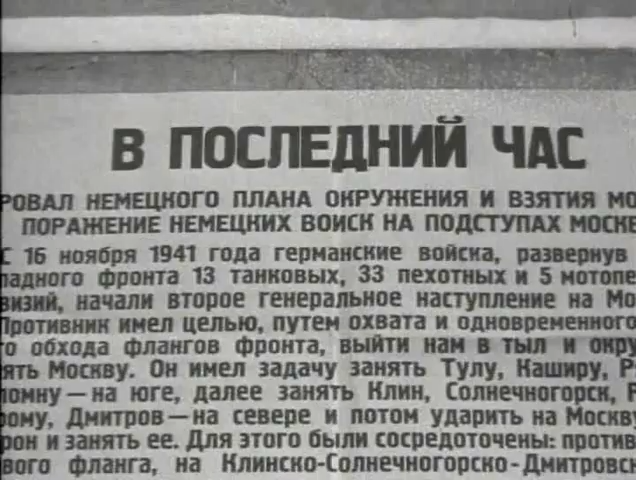 В ПОСЛЕДНИЙ ЧАС
РОВАЛ НЕМЕЦКОГО ПЛАНА ОКРУЖЕНИЯ И ВЗЯТИЯ МО
ПОРАЖЕНИЕ НЕМЕЦКИХ ВОЙСК НА ПОДСТУПАХ МОСК
С 16 ноября 1941 года германские войска, развернув
падного фронта 13 танковых, 33 пехотных и 5 мотопе
визий, начали второе генеральное наступление на Мо
Противник имел целью, путем охвата и одновременного
о обхода флангов фронта, выйти нам в тыл и окру
ять Москву. Он имел задачу занять Тулу, Каширу, Р
ломну — на юге, далее занять Клин, Солнечногорск,
рому, Дмитров — на севере и потом ударить на Москву
рон и занять ее. Для этого были сосредоточены: против
вого фланга, на Клинско-Солнечногорско-Дмитровск